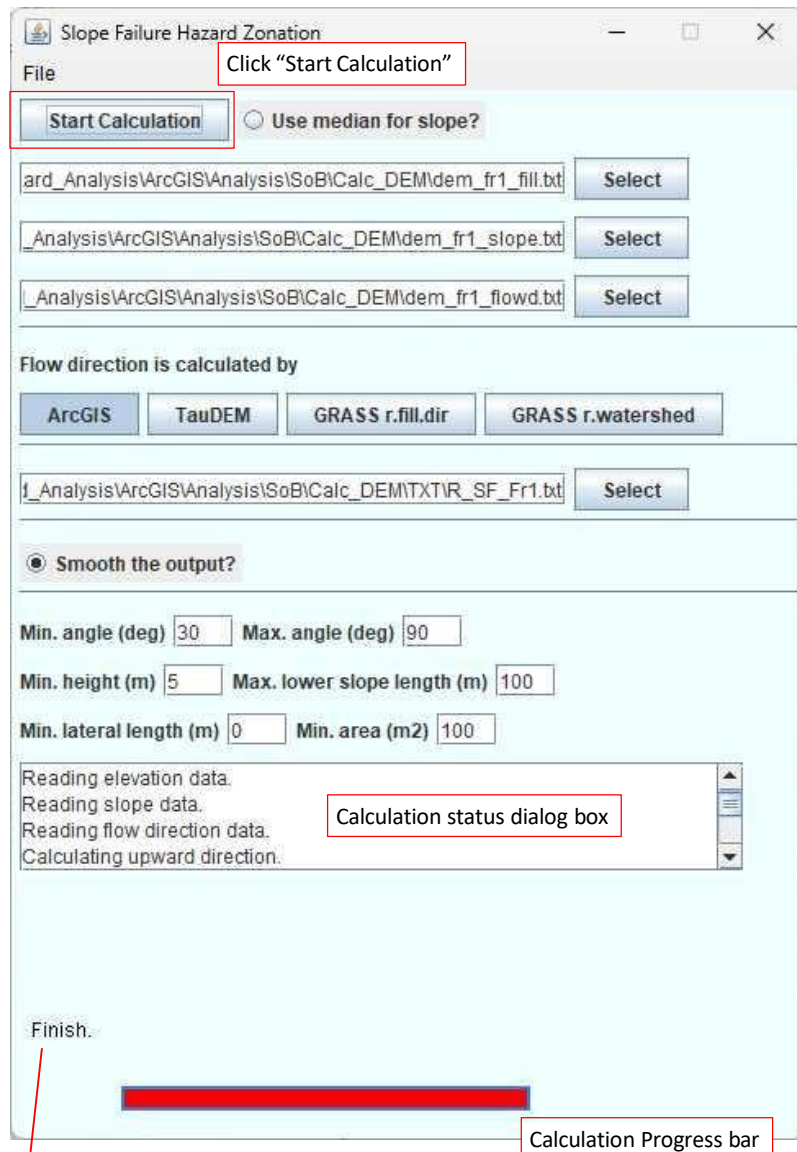 Slope Failure Hazard Zonation
Click “Start Calculation”
File
Start Calculation Use median for slope?
ard_Analysis\ArcGIS\Analysis\SoB\Calc_DEM\dem_fr1_fill.txt Select
_Analysis\ArcGIS\Analysis\SoB\Calc_DEM\dem_fr1_slope.txt Select
_Analysis\ArcGIS\Analysis\SoB\Calc_DEM\dem_fr1_flowd.txt Select
Flow direction is calculated by
ArcGIS TauDEM GRASS r.fill.dir GRASS r.watershed
_Analysis\ArcGIS\Analysis\SoB\Calc_DEM\TXT\R_SF_Fr1.txt Select
Smooth the output?
Min. angle (deg) 30 Max. angle (deg) 90
Min. height (m) 5 Max. lower slope length (m) 100
Min. lateral length (m) 0 Min. area (m2) 100
Reading elevation data.
Reading slope data.
Calculation status dialog box
Reading flow direction data.
Calculating upward direction.
Finish.
Calculation Progress bar